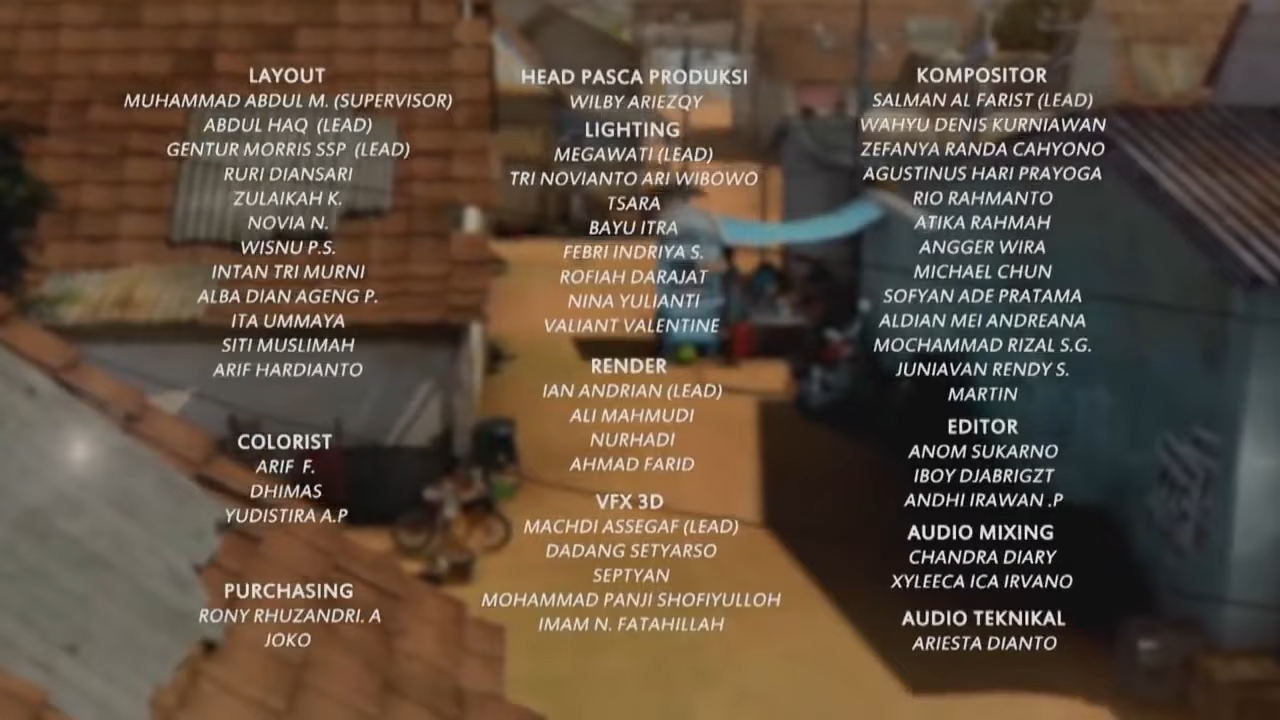 LAYOUT
MUHAMMAD ABDUL M. (SUPERVISOR)
ABDUL HAQ (LEAD)
GENTUR MORRIS SSP (LEAD)
RURI DIANSARI
ZULAIKAH K.
NOVIA N.
WISNU P.S.
INTAN TRI MURNI
ALBA DIAN AGENG P.
ITA UMMAYA
SITI MUSLIMAH
ARIF HARDIANTO
COLORIST
ARIF F.
DHIMAS
YUDISTIRA A.P
PURCHASING
RONY RHUZANDRI. A
JOKO
HEAD PASCA PRODUKSI
WILBY ARIEZQY
LIGHTING
MEGAWATI (LEAD)
TRI NOVIANTO ARI WIBOWO
TSARA
BAYU ITRA
FEBRI INDRIYA S.
ROFIAH DARAJAT
NINA YULIANTI
VALIANT VALENTINE
RENDER
IAN ANDRIAN (LEAD)
ALI MAHMUDI
NURHADI
AHMAD FARID
VFX 3D
MACHDI ASSEGAF (LEAD)
DADANG SETYARSO
SEPTYAN
MOHAMMAD PANJI SHOFIYULLOH
IMAM N. FATAHILLAH
KOMPOSITOR
SALMAN AL FARIST (LEAD)
WAHYU DENIS KURNIAWAN
ZEFANYA RANDA CAHYONO
AGUSTINUS HARI PRAYOGA
RIO RAHMANTO
ATIKA RAHMAH
ANGGER WIRA
MICHAEL CHUN
SOFYAN ADE PRATAMA
ALDIAN MEI ANDREANA
MOCHAMMAD RIZAL S.G.
JUNIAVAN RENDY S.
MARTIN
EDITOR
ANOM SUKARNO
IBOY DJABRIGZT
ANDHI IRAWAN .P
AUDIO MIXING
CHANDRA DIARY
XYLEECA ICA IRVANO
AUDIO TEKNIKAL
ARIESTA DIANTO